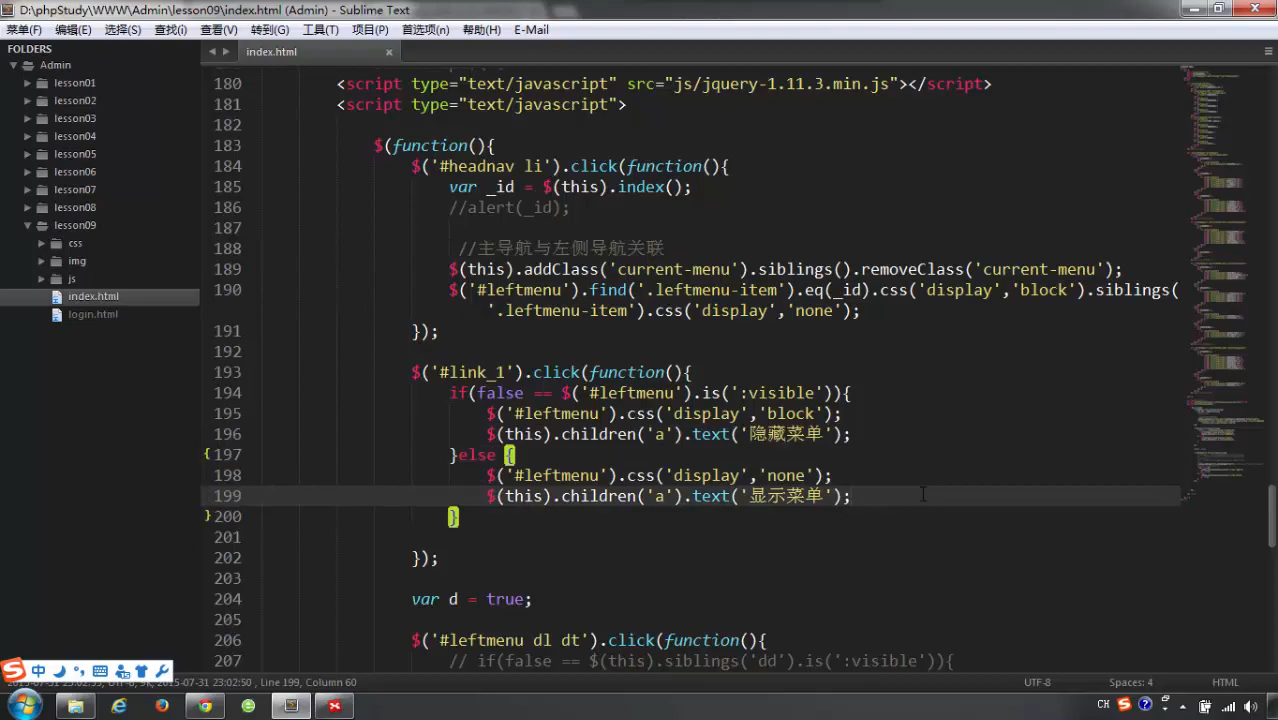 D:\phpStudy\WWW\Admin\lesson09\index.html (Admin) - Sublime Text
菜单(F) 编辑(E) 选择(S) 查找(i) 查看(V) 转到(G) 工具(T) 项目(P) 首选项(n) 帮助(H) E-Mail
FOLDERS
Admin
lesson01
lesson02
lesson03
lesson04
lesson05
lesson06
lesson07
lesson08
lesson09
css
img
js
index.html
login.html
index.html
180 <script type="text/javascript" src="js/jquery-1.11.3.min.js"></script>
181 <script type="text/javascript">
182
183 $(function(){
184 $('#headnav li').click(function(){
185 var _id = $(this).index();
186 //alert(_id);
187
188 //主导航与左侧导航关联
189 $(this).addClass('current-menu').siblings().removeClass('current-menu');
190 $('#leftmenu').find('.leftmenu-item').eq(_id).css('display','block').siblings(
'.leftmenu-item').css('display','none');
191 });
192
193 $('#link_1').click(function(){
194 if(false == $('#leftmenu').is(':visible')){
195 $('#leftmenu').css('display','block');
196 $(this).children('a').text('隐藏菜单');
{197 }else {
198 $('#leftmenu').css('display','none');
199 $(this).children('a').text('显示菜单');
}200 }
201
202 });
203
204 var d = true;
205
206 $('#leftmenu dl dt').click(function(){
207 // if(false == $(this).siblings('dd').is(':visible')){
中
2015-07-31 23:02:50 , Line 199, Column 60
UTF-8 Spaces: 4 HTML
CH